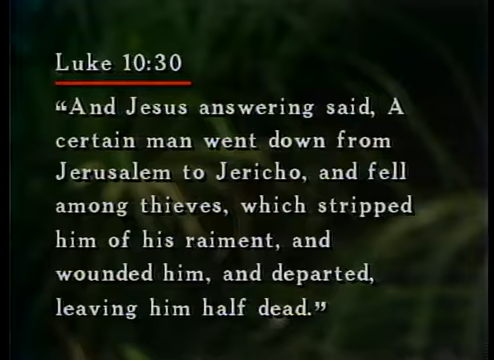 Luke 10:30
“And Jesus answering said, A
certain man went down from
Jerusalem to Jericho, and fell
among thieves, which stripped
him of his raiment, and
wounded him, and departed,
leaving him half dead.”